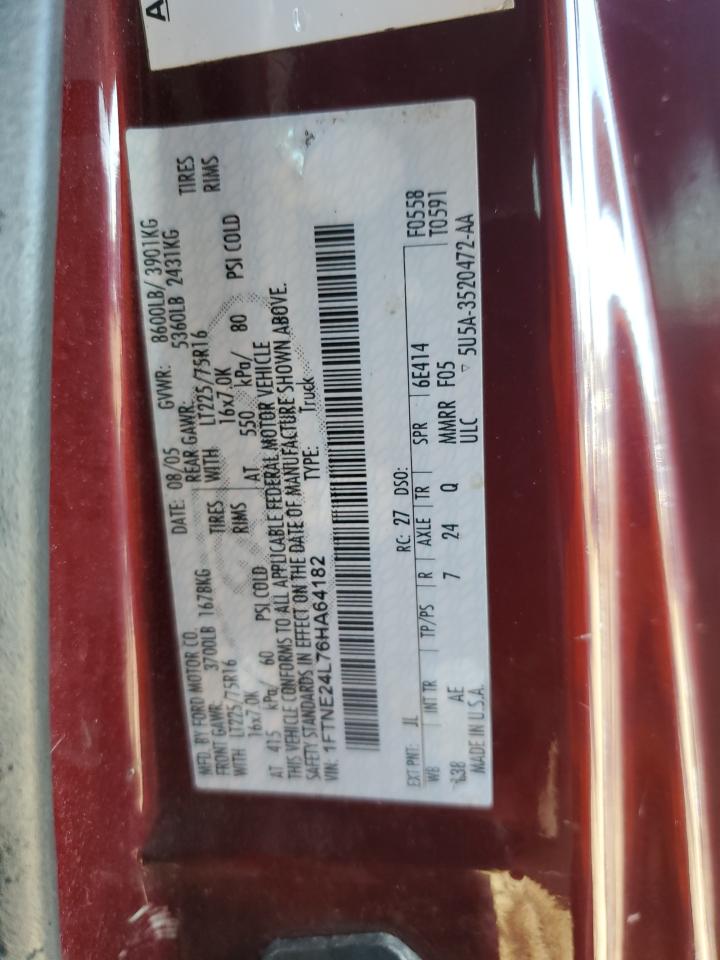 A
MFD. BY FORD MOTOR CO. DATE: 08/05 GVWR: 8600LB/ 3901KG
FRONT GAWR: 3700LB 1678KG REAR GAWR: 5360LB 2431KG
WITH LT225/75R16 TIRES WITH LT225/75R16 TIRES
16x7.0K RIMS 16x7.0K RIMS
AT 415 kPa/ 60 PSI COLD AT 550 kPa/ 80 PSI COLD
THIS VEHICLE CONFORMS TO ALL APPLICABLE FEDERAL MOTOR VEHICLE
SAFETY STANDARDS IN EFFECT ON THE DATE OF MANUFACTURE SHOWN ABOVE.
VIN: 1FTNE24L76HA64182 TYPE: Truck
EXT PNT: JL RC: 27 DSO: F0558
WB INT TR TP/PS R AXLE TR SPR 6E414 T0591
138 AE 7 24 Q MMRR F05
MADE IN U.S.A. ULC ▽ 5U5A-3520472-AA